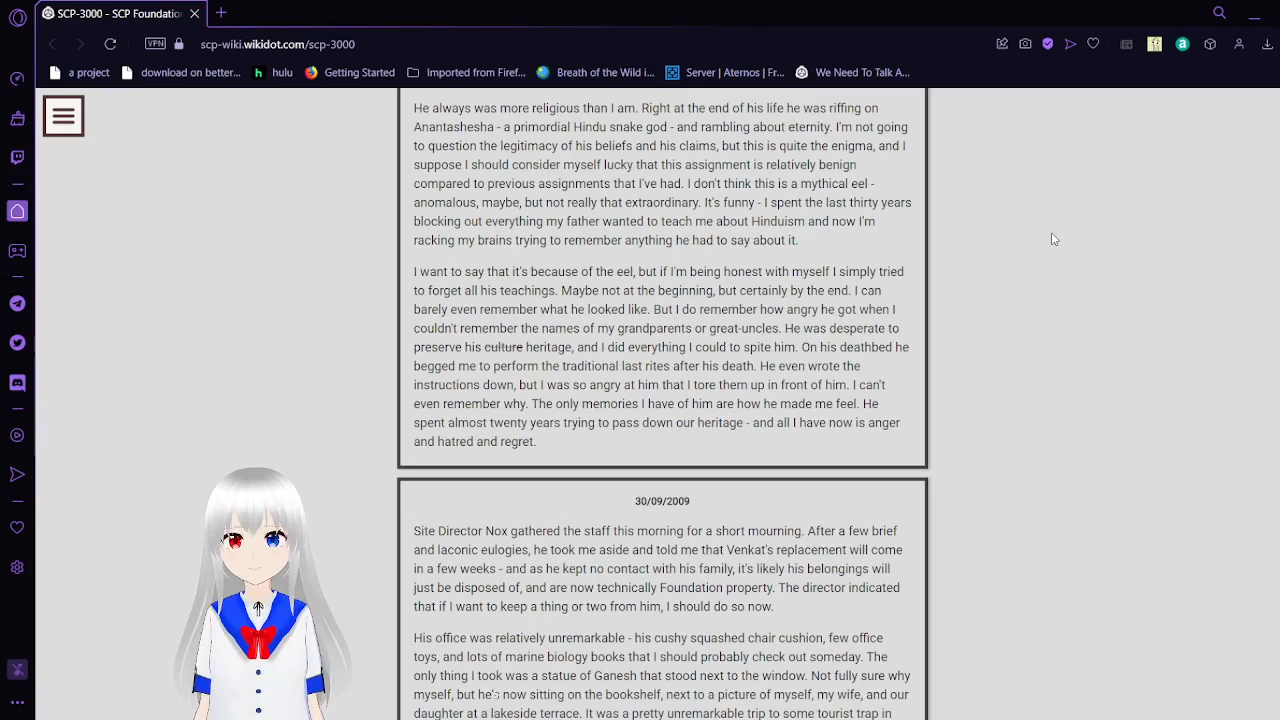 SCP-3000 - SCP Foundatio
VPN
scp-wiki.wikidot.com/scp-3000
a project
download on better...
h
hulu
Getting Started
Imported from Firef...
Breath of the Wild i...
Server | Aternos | Fr...
We Need To Talk A...
He always was more religious than I am. Right at the end of his life he was riffing on
Anantashesha - a primordial Hindu snake god - and rambling about eternity. I'm not going
to question the legitimacy of his beliefs and his claims, but this is quite the enigma, and I
suppose I should consider myself lucky that this assignment is relatively benign
compared to previous assignments that I've had. I don't think this is a mythical eel -
anomalous, maybe, but not really that extraordinary. It's funny - I spent the last thirty years
blocking out everything my father wanted to teach me about Hinduism and now I'm
racking my brains trying to remember anything he had to say about it.
I want to say that it's because of the eel, but if I'm being honest with myself I simply tried
to forget all his teachings. Maybe not at the beginning, but certainly by the end. I can
barely even remember what he looked like. But I do remember how angry he got when I
couldn't remember the names of my grandparents or great-uncles. He was desperate to
preserve his culture heritage, and I did everything I could to spite him. On his deathbed he
begged me to perform the traditional last rites after his death. He even wrote the
instructions down, but I was so angry at him that I tore them up in front of him. I can't
even remember why. The only memories I have of him are how he made me feel. He
spent almost twenty years trying to pass down our heritage - and all I have now is anger
and hatred and regret.
30/09/2009
Site Director Nox gathered the staff this morning for a short mourning. After a few brief
and laconic eulogies, he took me aside and told me that Venkat's replacement will come
in a few weeks - and as he kept no contact with his family, it's likely his belongings will
just be disposed of, and are now technically Foundation property. The director indicated
that if I want to keep a thing or two from him, I should do so now.
His office was relatively unremarkable - his cushy squashed chair cushion, few office
toys, and lots of marine biology books that I should probably check out someday. The
only thing I took was a statue of Ganesh that stood next to the window. Not fully sure why
myself, but he's now sitting on the bookshelf, next to a picture of myself, my wife, and our
daughter at a lakeside terrace. It was a pretty unremarkable trip to some tourist trap in